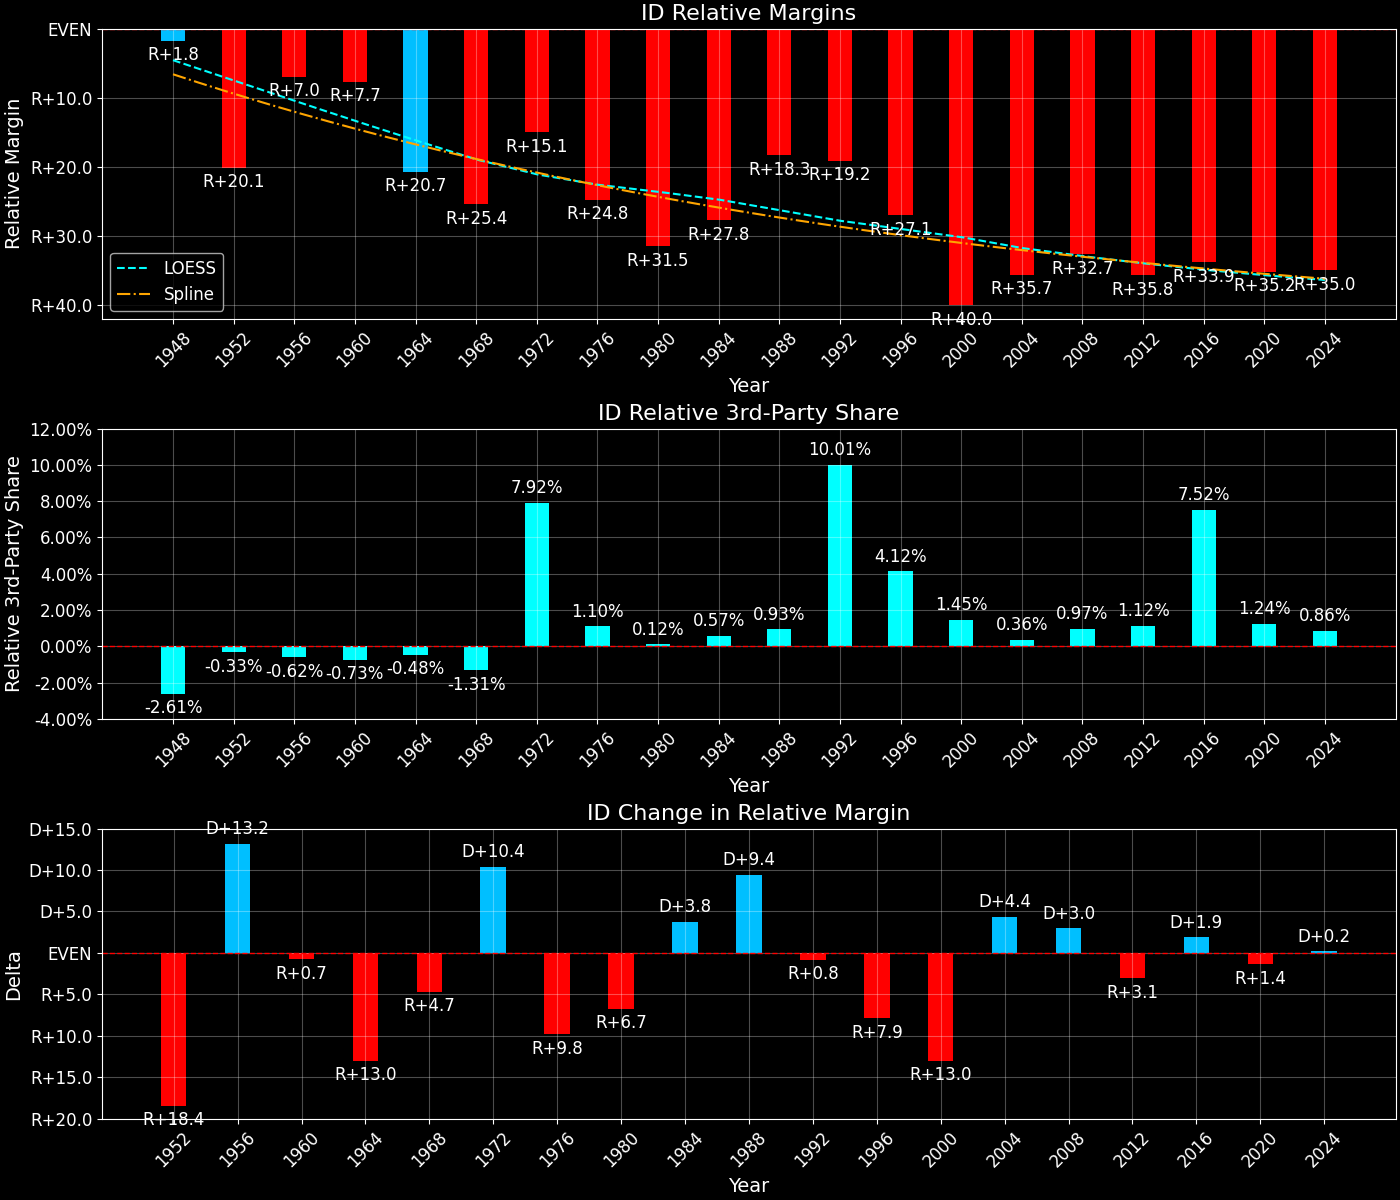 ID Relative Margins
EVEN
R+10.0
R+20.0
R+30.0
R+40.0
Relative Margin
R+1.8
R+20.1
R+7.0
R+7.7
R+20.7
R+25.4
R+15.1
R+24.8
R+31.5
R+27.8
R+18.3
R+19.2
R+27.1
R+40.0
R+35.7
R+32.7
R+35.8
R+33.9
R+35.2
R+35.0
LOESS
Spline
1948 1952 1956 1960 1964 1968 1972 1976 1980 1984 1988 1992 1996 2000 2004 2008 2012 2016 2020 2024
Year
ID Relative 3rd-Party Share
12.00%
10.00%
8.00%
6.00%
4.00%
2.00%
0.00%
-2.00%
-4.00%
Relative 3rd-Party Share
-2.61%
-0.33%
-0.62%
-0.73%
-0.48%
-1.31%
7.92%
1.10%
0.12%
0.57%
0.93%
10.01%
4.12%
1.45%
0.36%
0.97%
1.12%
7.52%
1.24%
0.86%
1948 1952 1956 1960 1964 1968 1972 1976 1980 1984 1988 1992 1996 2000 2004 2008 2012 2016 2020 2024
Year
ID Change in Relative Margin
D+15.0
D+10.0
D+5.0
EVEN
R+5.0
R+10.0
R+15.0
R+20.0
Delta
R+18.4
D+13.2
R+0.7
R+13.0
R+4.7
D+10.4
R+9.8
R+6.7
D+3.8
D+9.4
R+0.8
R+7.9
R+13.0
D+4.4
D+3.0
R+3.1
D+1.9
R+1.4
D+0.2
1952 1956 1960 1964 1968 1972 1976 1980 1984 1988 1992 1996 2000 2004 2008 2012 2016 2020 2024
Year